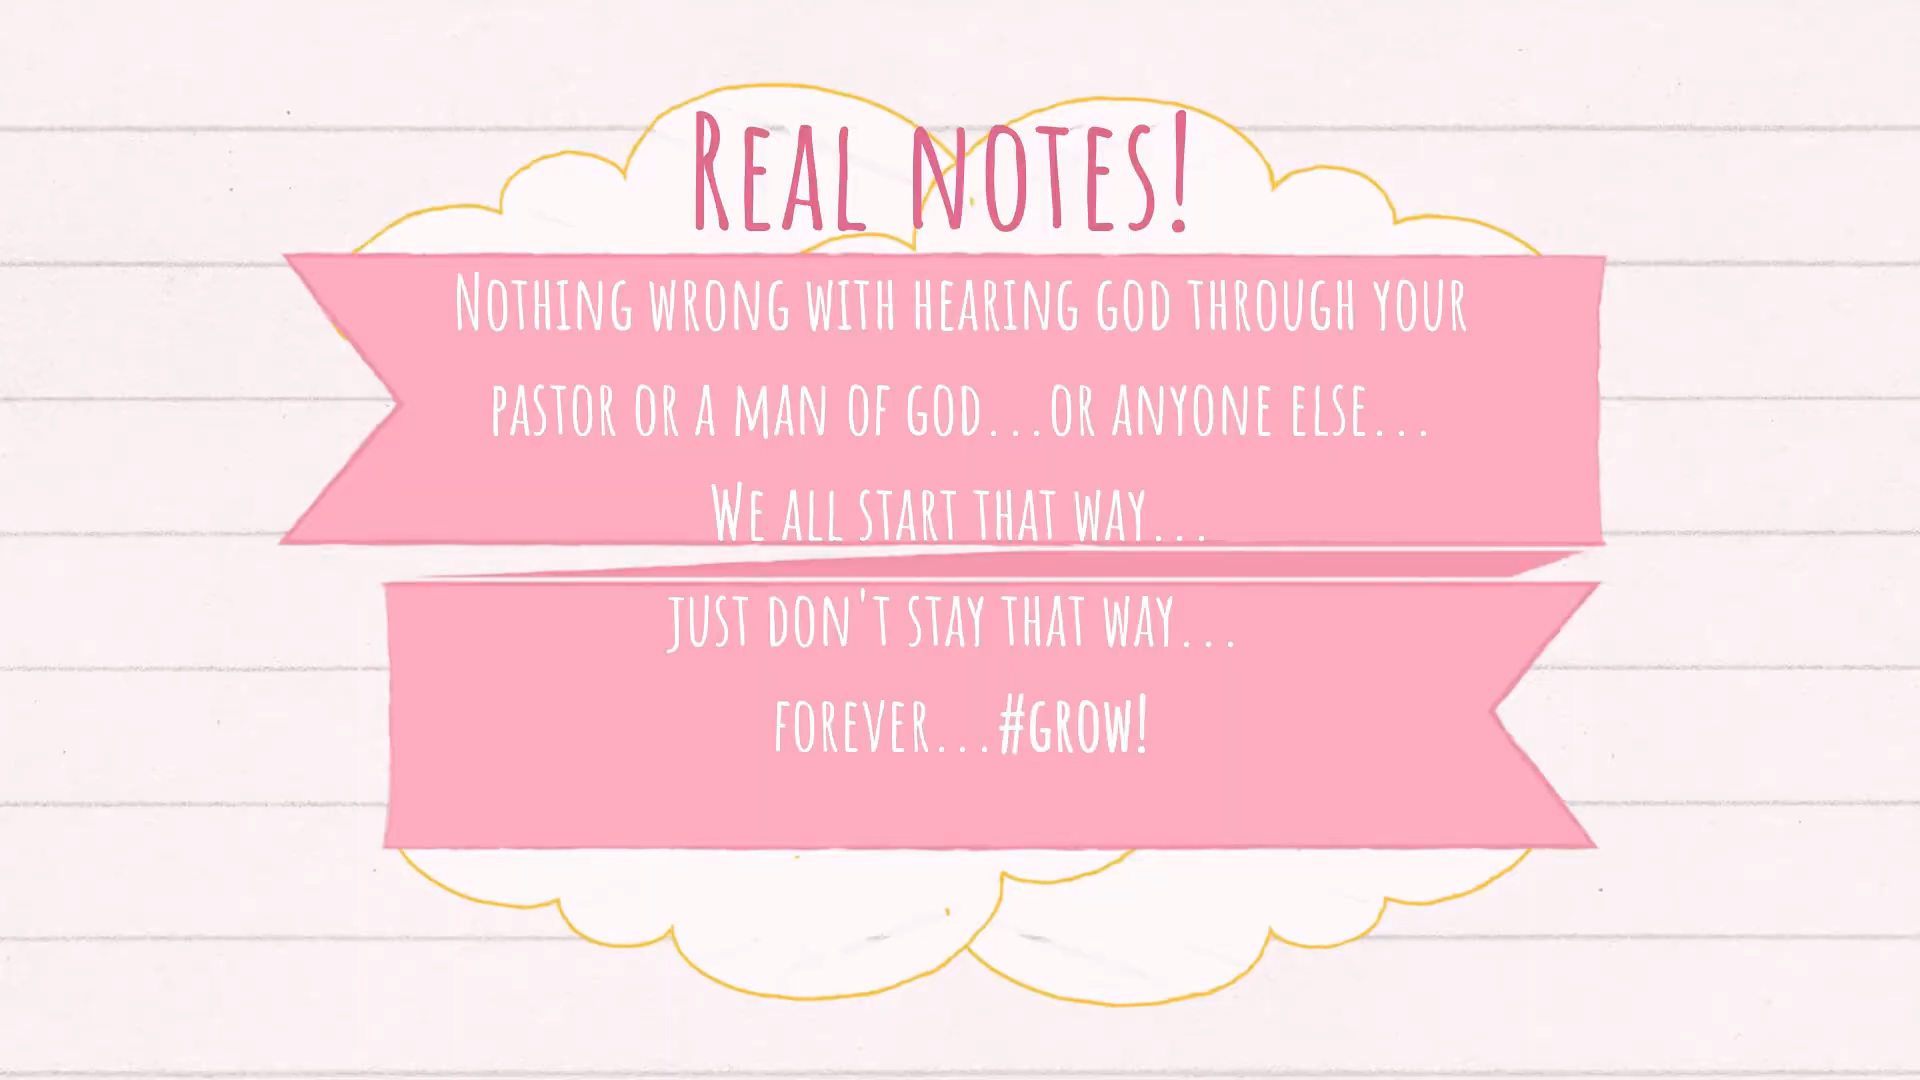 REAL NOTES!
NOTHING WRONG WITH HEARING GOD THROUGH YOUR
PASTOR OR A MAN OF GOD...OR ANYONE ELSE...
WE ALL START THAT WAY...
JUST DON'T STAY THAT WAY...
FOREVER...#GROW!